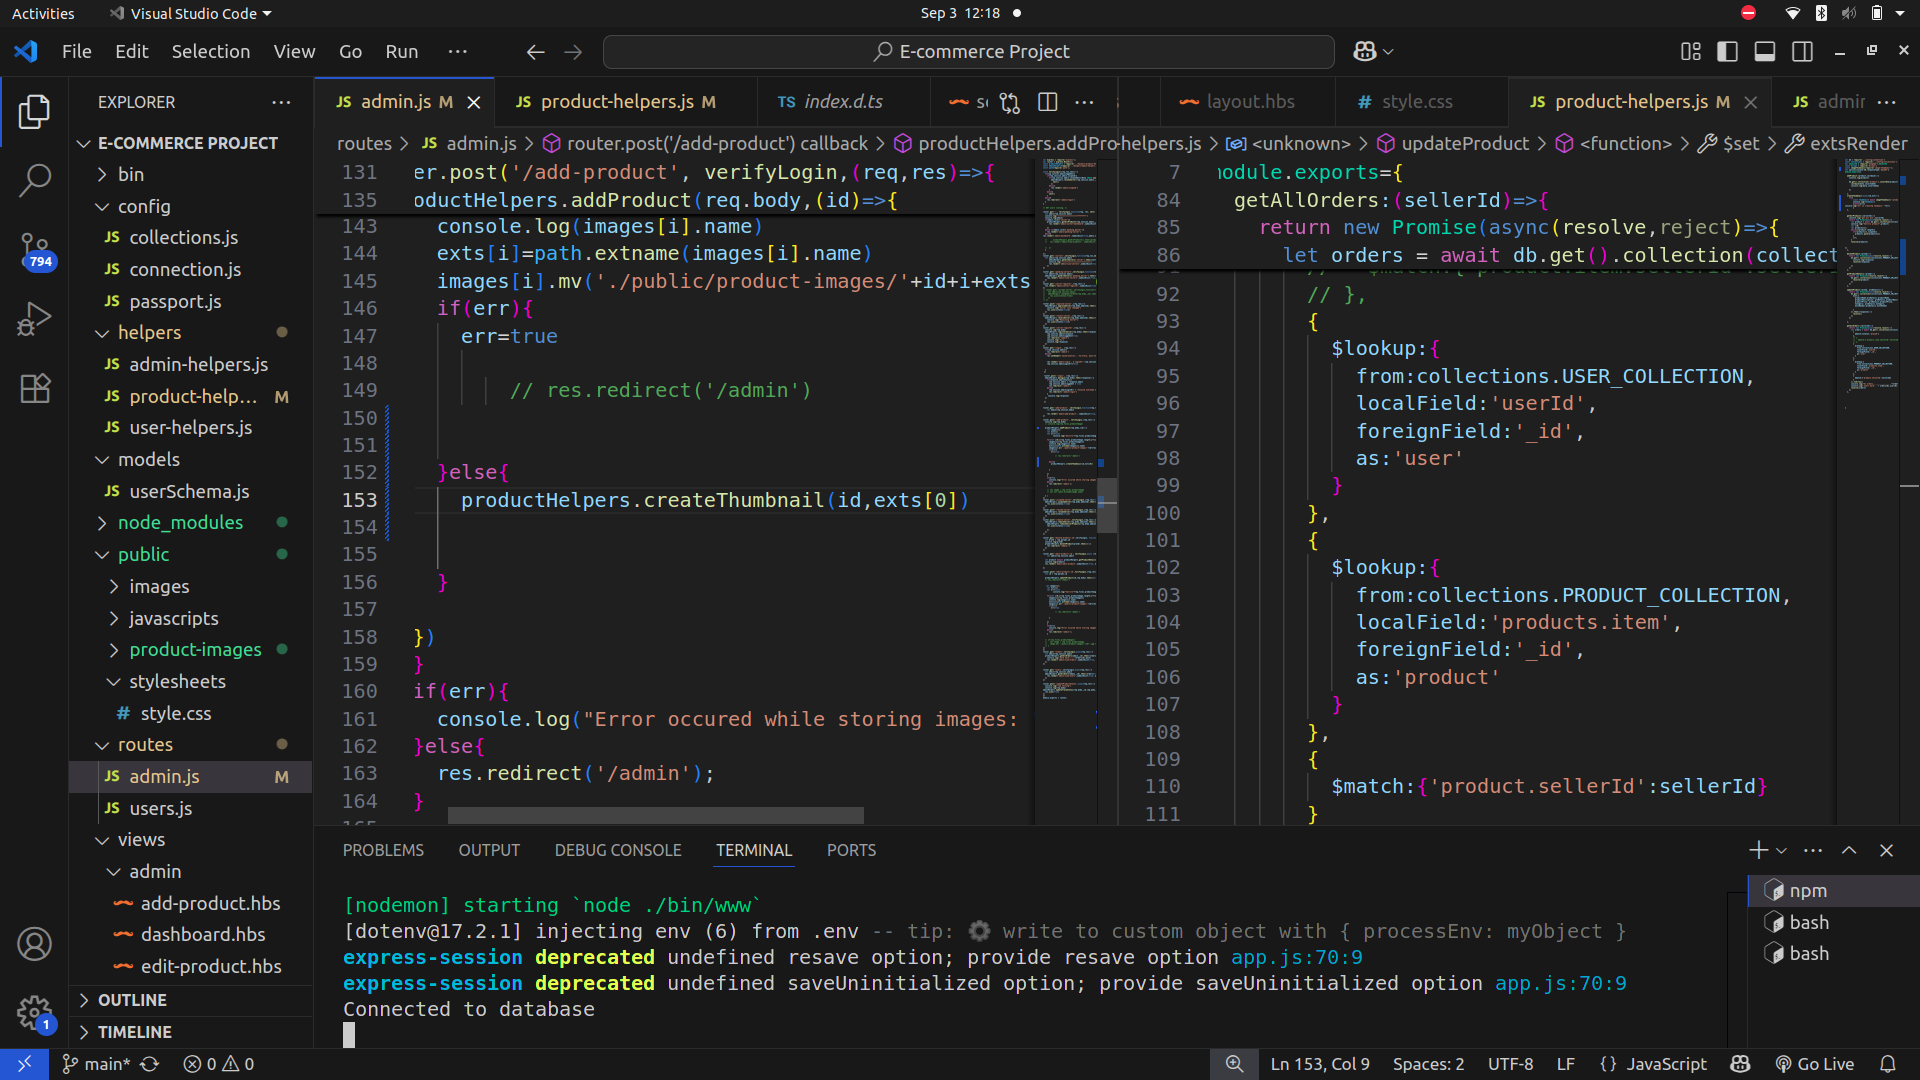 Activities
Visual Studio Code
Sep 3 12:18
File Edit Selection View Go Run ...
E-commerce Project
EXPLORER
E-COMMERCE PROJECT
bin
config
JS collections.js
JS connection.js
JS passport.js
helpers
JS admin-helpers.js
JS product-help... M
JS user-helpers.js
models
JS userSchema.js
node_modules
public
images
javascripts
product-images
stylesheets
# style.css
routes
JS admin.js M
JS users.js
views
admin
add-product.hbs
dashboard.hbs
edit-product.hbs
OUTLINE
TIMELINE
794
1
JS admin.js M
JS product-helpers.js M
TS index.d.ts
routes > JS admin.js > router.post('/add-product') callback > productHelpers.addPro
131 er.post('/add-product', verifyLogin,(req,res)=>{
135 oductHelpers.addProduct(req.body,(id)=>{
143 console.log(images[i].name)
144 exts[i]=path.extname(images[i].name)
145 images[i].mv('./public/product-images/'+id+i+exts
146 if(err){
147 err=true
148
149 // res.redirect('/admin')
150
151
152 }else{
153 productHelpers.createThumbnail(id,exts[0])
154
155
156 }
157
158 })
159 }
160 if(err){
161 console.log("Error occured while storing images:
162 }else{
163 res.redirect('/admin');
164 }
layout.hbs
# style.css
JS product-helpers.js M
JS admin
-helpers.js > <unknown> > updateProduct > <function> > $set > extsRender
7 module.exports={
84 getAllOrders:(sellerId)=>{
85 return new Promise(async(resolve,reject)=>{
86 let orders = await db.get().collection(collect
92 // },
93 {
94 $lookup:{
95 from:collections.USER_COLLECTION,
96 localField:'userId',
97 foreignField:'_id',
98 as:'user'
99 }
100 },
101 {
102 $lookup:{
103 from:collections.PRODUCT_COLLECTION,
104 localField:'products.item',
105 foreignField:'_id',
106 as:'product'
107 }
108 },
109 {
110 $match:{'product.sellerId':sellerId}
111 }
PROBLEMS OUTPUT DEBUG CONSOLE TERMINAL PORTS
[nodemon] starting `node ./bin/www`
[dotenv@17.2.1] injecting env (6) from .env -- tip: ⚙️ write to custom object with { processEnv: myObject }
express-session deprecated undefined resave option; provide resave option app.js:70:9
express-session deprecated undefined saveUninitialized option; provide saveUninitialized option app.js:70:9
Connected to database
npm
bash
bash
main* 0 0
Ln 153, Col 9 Spaces: 2 UTF-8 LF {} JavaScript Go Live